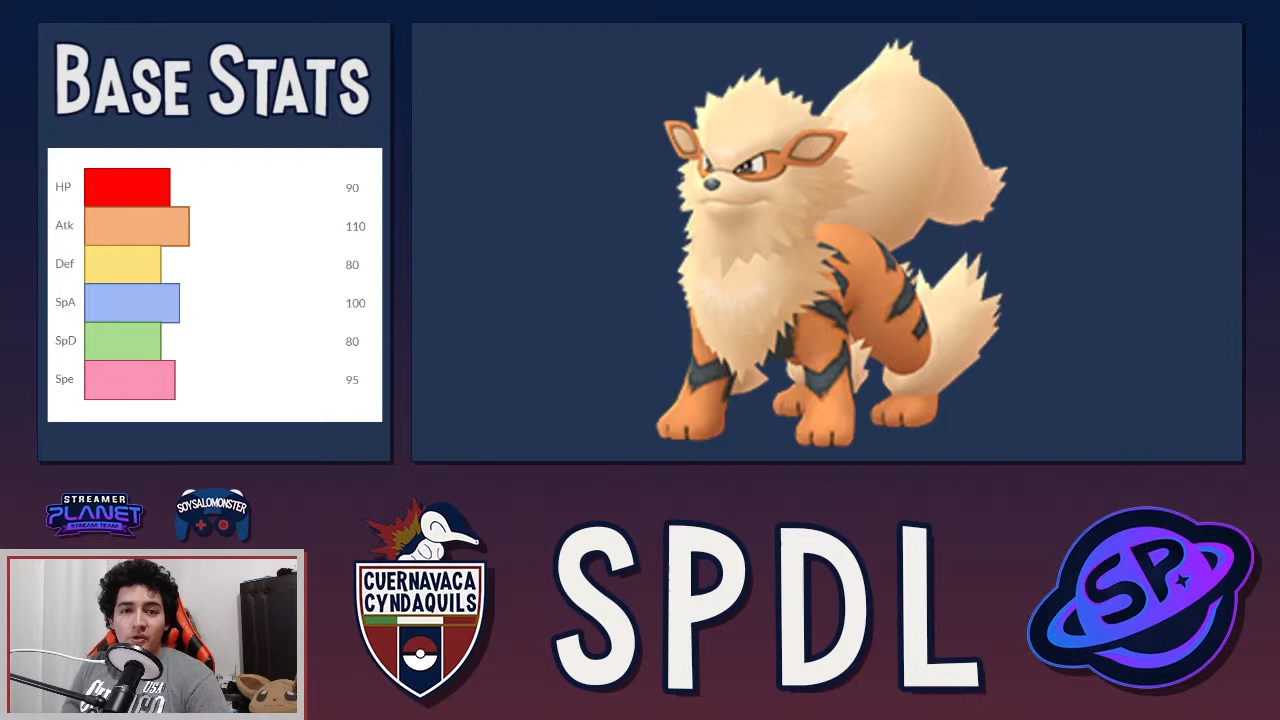 BASE STATS
HP 90
Atk 110
Def 80
SpA 100
SpD 80
Spe 95
STREAMER
PLANET
STREAM TEAM
SOYSALOMONSTER
CUERNAVACA
CYNDAQUILS
SPDL
SP
USA